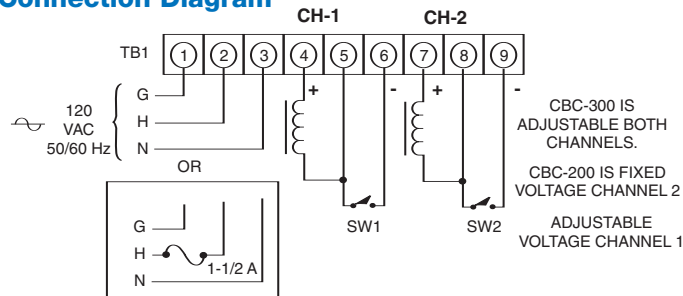 Connection Diagram
CH-1 CH-2
TB1 1 2 3 4 5 6 7 8 9
+ - + -
G
H
N
120
VAC
50/60 Hz
OR
G
H
1-1/2 A
N
SW1 SW2
CBC-300 IS
ADJUSTABLE BOTH
CHANNELS.
CBC-200 IS FIXED
VOLTAGE CHANNEL 2
ADJUSTABLE
VOLTAGE CHANNEL 1